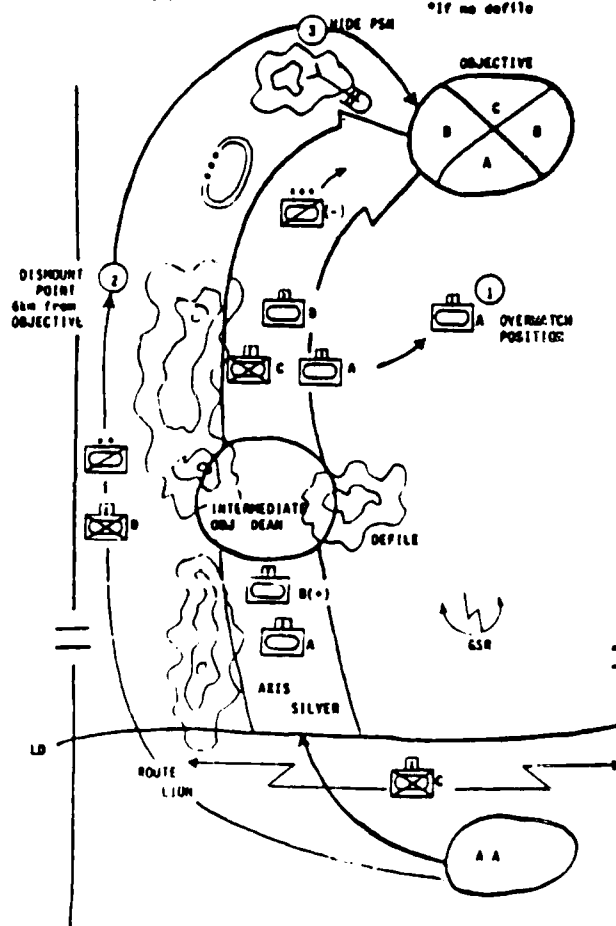 *If no defile
3
HIDE PSN
OBJECTIVE
C
B
B
A
(-)
DISMOUNT
POINT
6km from
OBJECTIVE
2
B
1
A
OVERWATCH
POSITION
C
A
INTERMEDIATE
OBJ DEAN
DEFILE
D
B(+)
A
GSR
AXIS
SILVER
LD
ROUTE
LION
C
A A